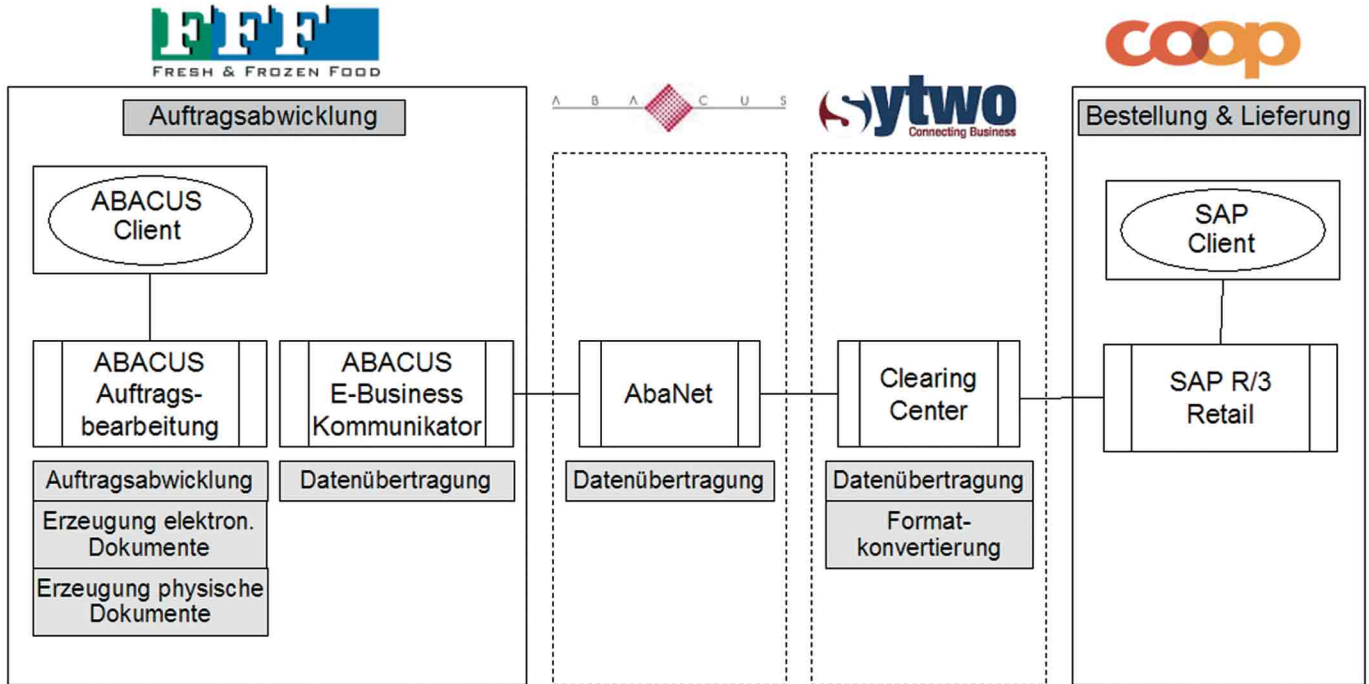 FFF
FRESH & FROZEN FOOD
Auftragsabwicklung
ABACUS
Client
ABACUS
Auftrags-
bearbeitung
Auftragsabwicklung
Erzeugung elektron.
Dokumente
Erzeugung physische
Dokumente
ABACUS
E-Business
Kommunikator
Datenübertragung
ABACUS
AbaNet
Datenübertragung
sytwo
Connecting Business
Clearing
Center
Datenübertragung
Format-
konvertierung
coop
Bestellung & Lieferung
SAP
Client
SAP R/3
Retail